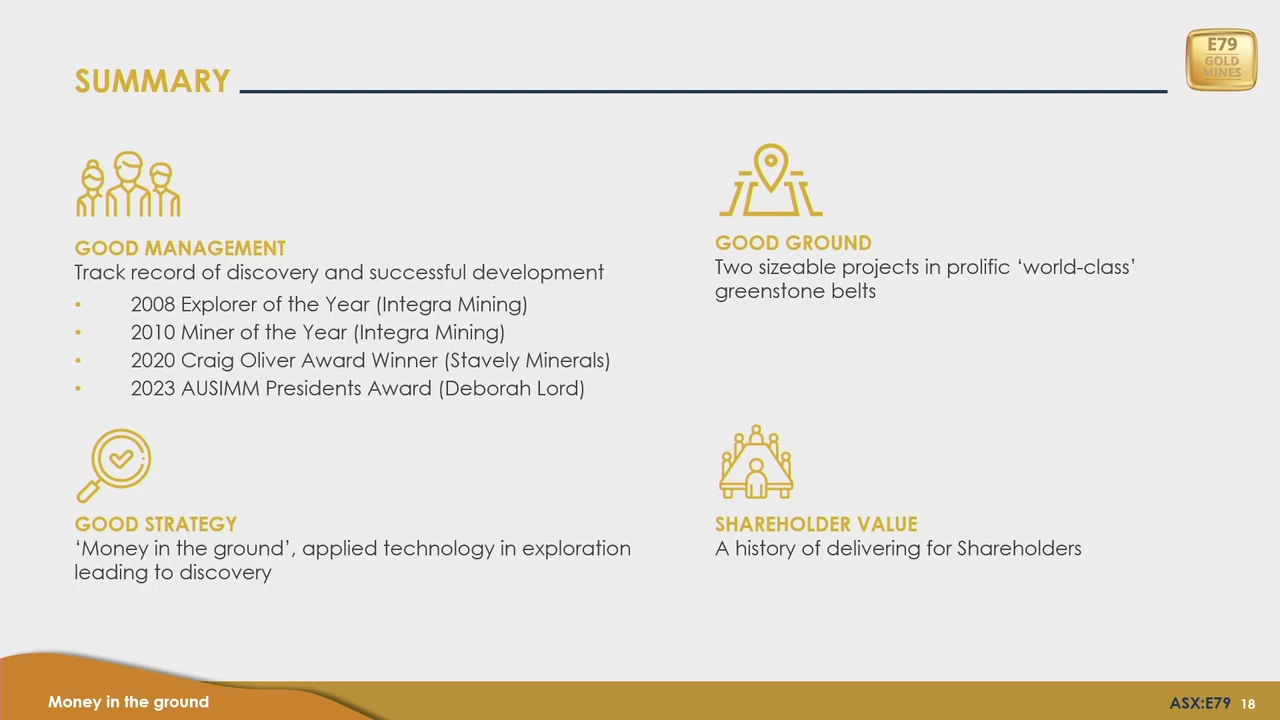 SUMMARY
E79
GOLD
MINES
GOOD MANAGEMENT
Track record of discovery and successful development
• 2008 Explorer of the Year (Integra Mining)
• 2010 Miner of the Year (Integra Mining)
• 2020 Craig Oliver Award Winner (Stavely Minerals)
• 2023 AUSIMM Presidents Award (Deborah Lord)
GOOD GROUND
Two sizeable projects in prolific ‘world-class’
greenstone belts
GOOD STRATEGY
‘Money in the ground’, applied technology in exploration
leading to discovery
SHAREHOLDER VALUE
A history of delivering for Shareholders
Money in the ground
ASX:E79 18